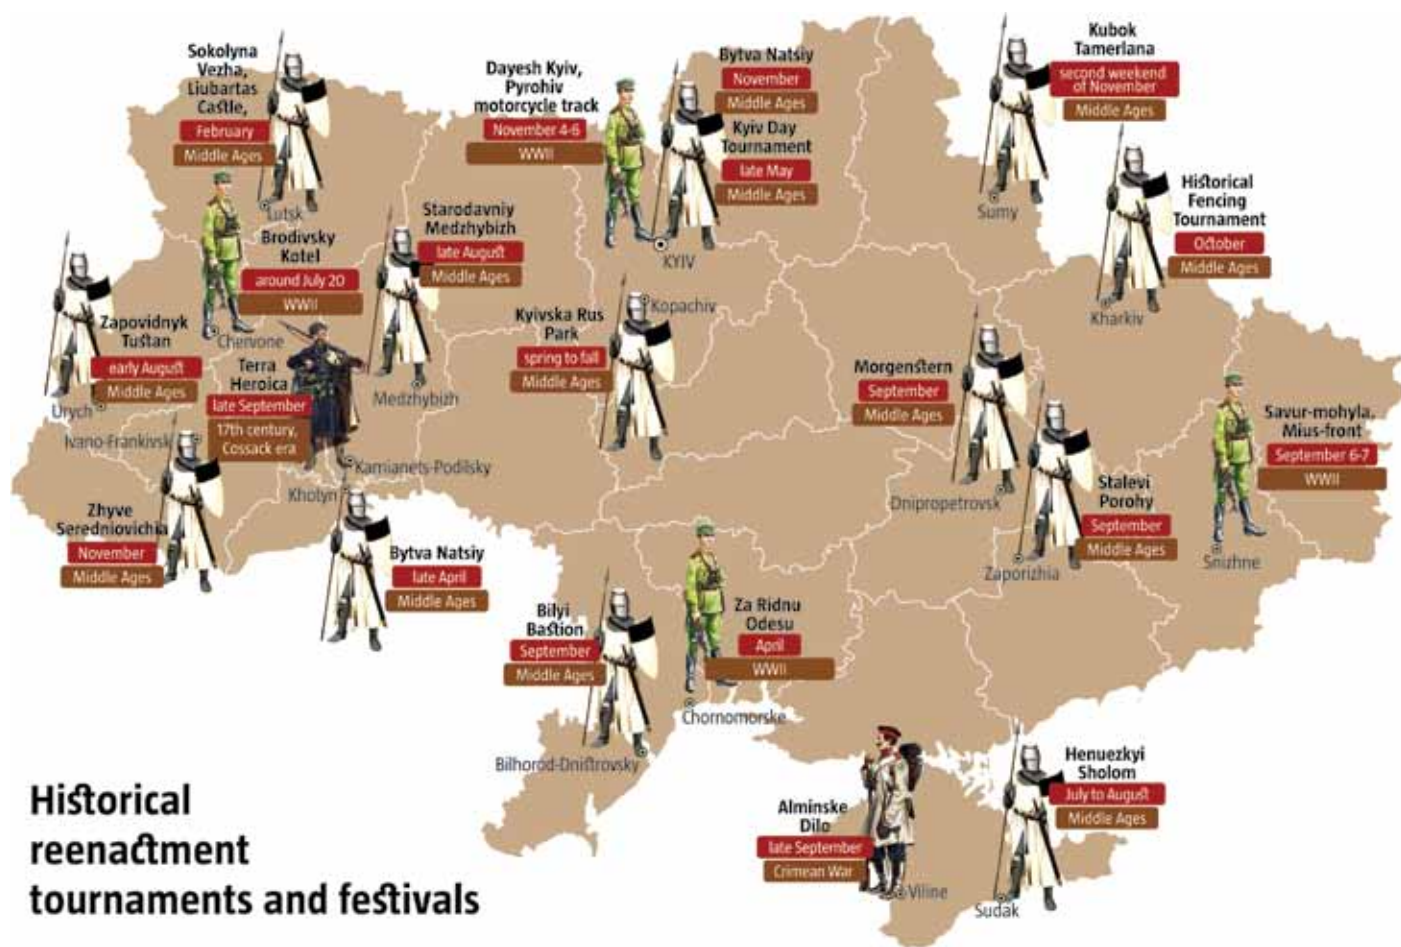 Sokolyna
Vezha,
Liubartas
Castle,
February
Middle Ages
Lutsk
Dayesh Kyiv,
Pyrohiv
motorcycle track
November 4-6
WWII
Bytva Natsiy
November
Middle Ages
Kyiv Day
Tournament
late May
Middle Ages
KYIV
Kubok
Tamerlana
second weekend
of November
Middle Ages
Sumy
Historical
Fencing
Tournament
October
Middle Ages
Kharkiv
Brodivsky
Kotel
around July 20
WWII
Chervone
Starodavniy
Medzhybizh
late August
Middle Ages
Medzhybizh
Zapovidnyk
Tustan
early August
Middle Ages
Urych
Terra
Heroica
late September
17th century,
Cossack era
Kamianets-Podilsky
Kyivska Rus
Park
spring to fall
Middle Ages
Kopachiv
Morgenstern
September
Middle Ages
Dnipropetrovsk
Savur-mohyla,
Mius-front
September 6-7
WWII
Snizhne
Ivano-Frankivsk
Zhyve
Seredniovichia
November
Middle Ages
Khotyn
Bytva Natsiy
late April
Middle Ages
Stalevi
Porohy
September
Middle Ages
Zaporizhia
Bilyi
Bastion
September
Middle Ages
Bilhorod-Dnistrovsky
Za Ridnu
Odesu
April
WWII
Chornomorske
Alminske
Dilo
late September
Crimean War
Viline
Henuezkyi
Sholom
July to August
Middle Ages
Sudak
Historical
reenactment
tournaments and festivals